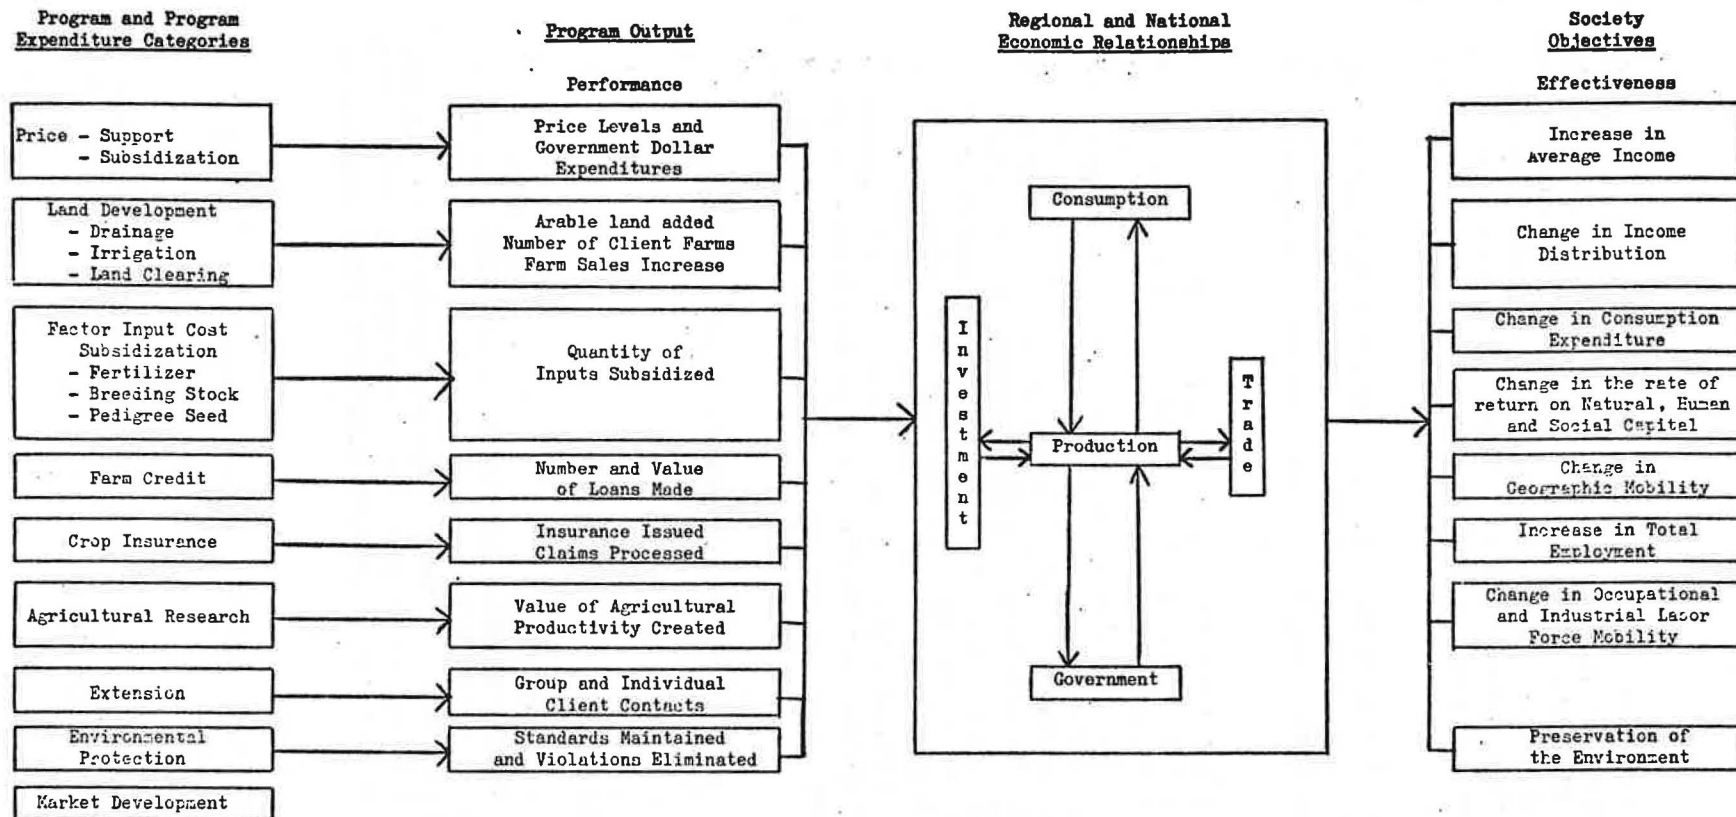 Program and Program
Expenditure Categories
Price - Support
- Subsidization
Land Development
- Drainage
- Irrigation
- Land Clearing
Factor Input Cost
Subsidization
- Fertilizer
- Breeding Stock
- Pedigree Seed
Farm Credit
Crop Insurance
Agricultural Research
Extension
Environmental
Protection
Market Development
Program Output
Performance
Price Levels and
Government Dollar
Expenditures
Arable land added
Number of Client Farms
Farm Sales Increase
Quantity of
Inputs Subsidized
Number and Value
of Loans Made
Insurance Issued
Claims Processed
Value of Agricultural
Productivity Created
Group and Individual
Client Contacts
Standards Maintained
and Violations Eliminated
Regional and National
Economic Relationships
Consumption
Investment
Trade
Production
Government
Society
Objectives
Effectiveness
Increase in
Average Income
Change in Income
Distribution
Change in Consumption
Expenditure
Change in the rate of
return on Natural, Human
and Social Capital
Change in
Geographic Mobility
Increase in Total
Employment
Change in Occupational
and Industrial Labor
Force Mobility
Preservation of
the Environment